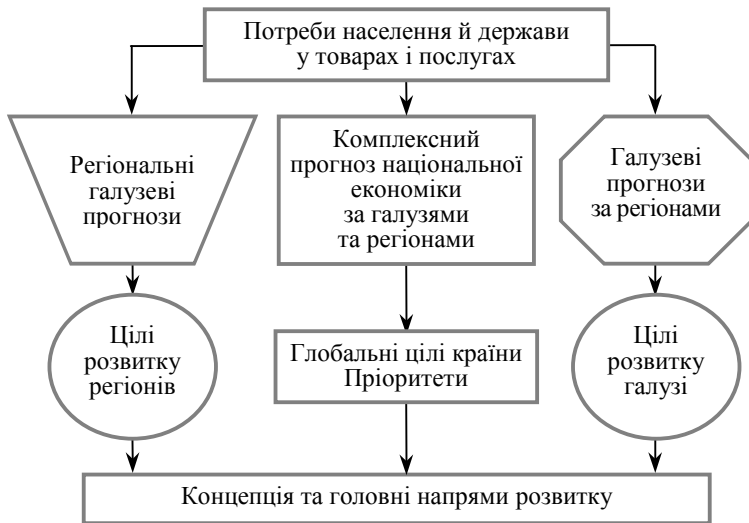 Потреби населення й держави
у товарах і послугах
Регіональні
галузеві
прогнози
Комплексний
прогноз національної
економіки
за галузями
та регіонами
Галузеві
прогнози
за регіонами
Цілі
розвитку
регіонів
Глобальні цілі країни
Пріоритети
Цілі
розвитку
галузі
Концепція та головні напрями розвитку